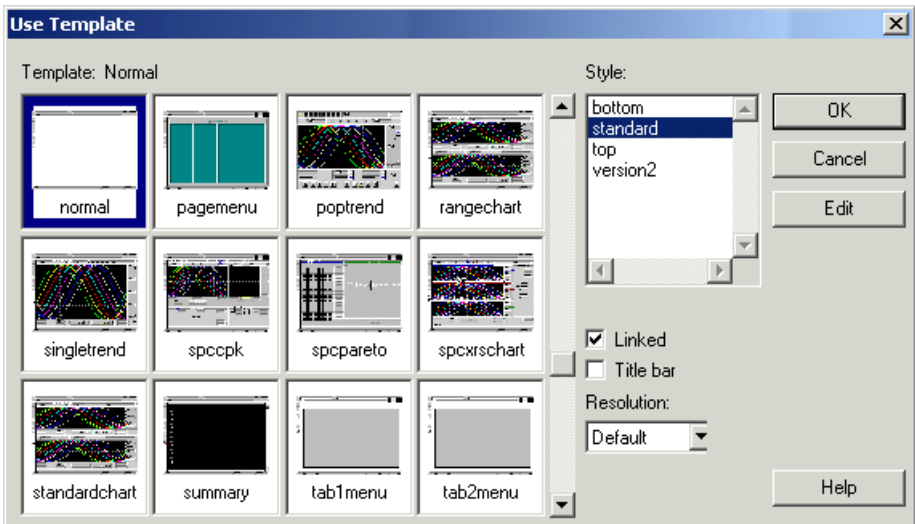 Use Template
Template: Normal
Style:
normal pagemenu poptrend rangechart
bottom
standard
top
version2
OK
Cancel
Edit
singletrend spccpk spcpareto spcxrschart
Linked
Title bar
Resolution:
Default
standardchart summary tab1menu tab2menu
Help